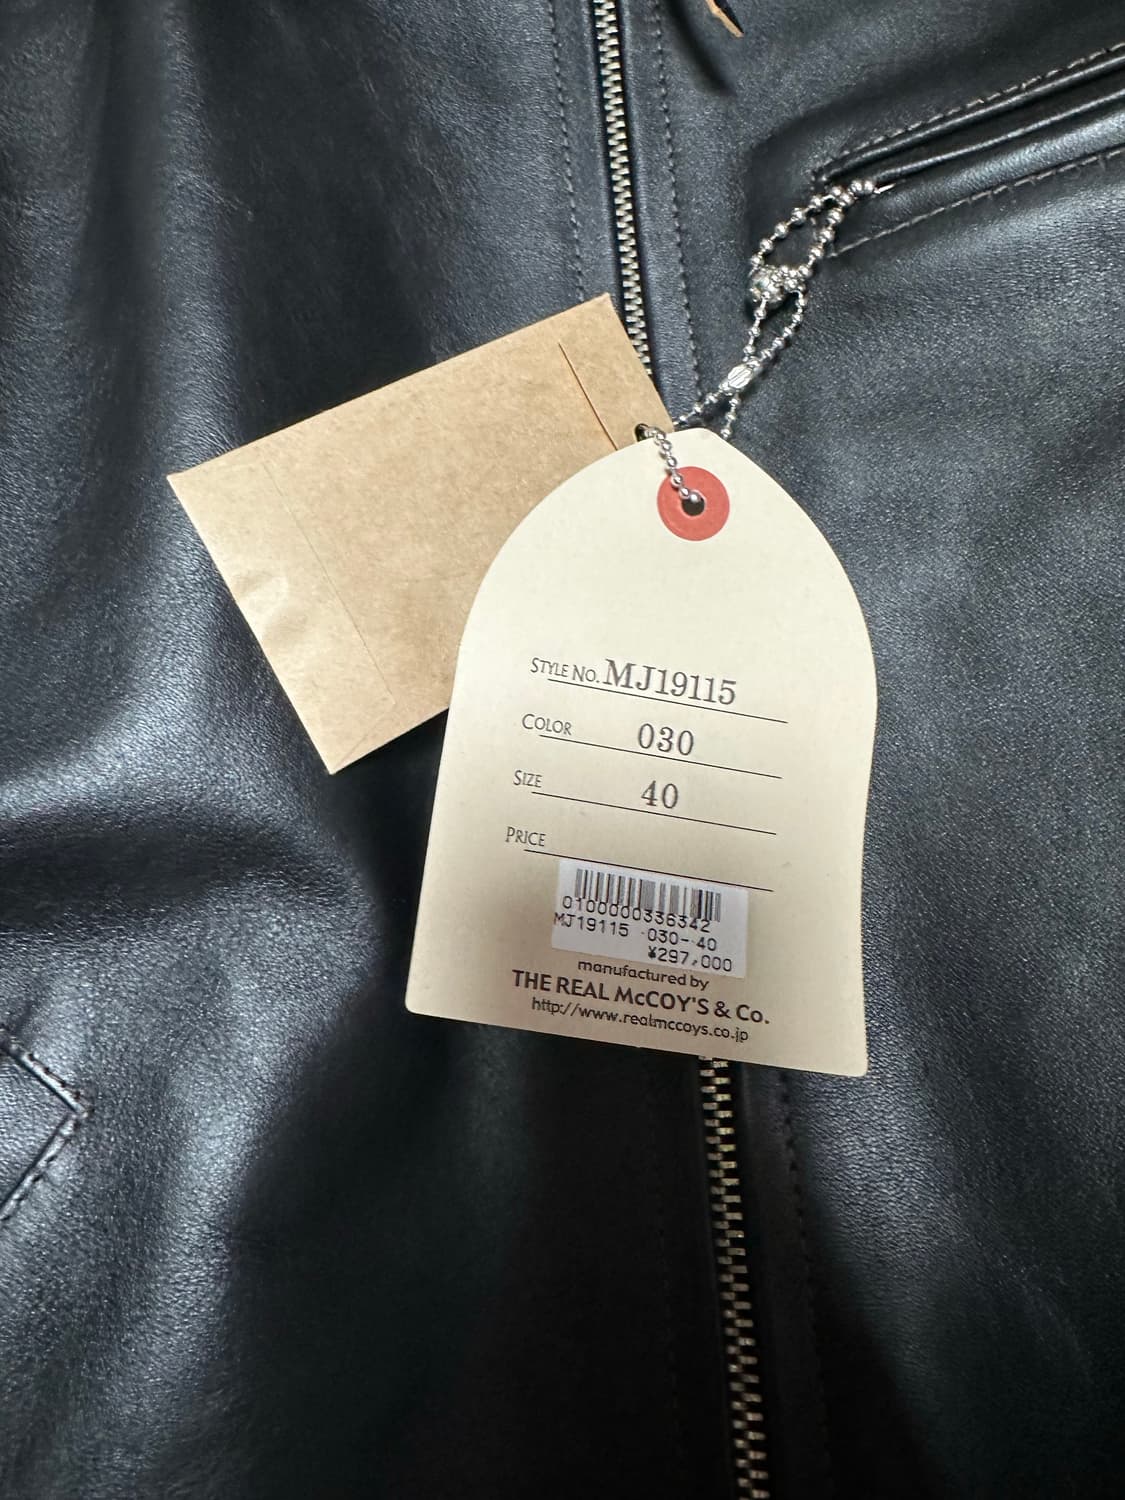 STYLE NO. MJ19115
COLOR 030
SIZE 40
PRICE
0100000336342
MJ19115 -030- 40
¥297,000
manufactured by
THE REAL McCOY'S & Co.
http://www.realmccoys.co.jp